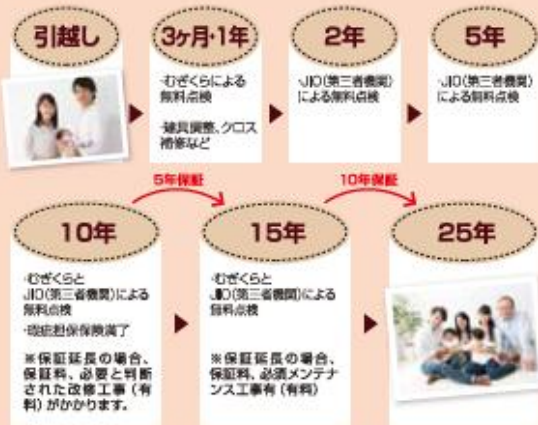 引越し
3ヶ月・1年
・むぎくらによる
無料点検
・建具調整、クロス
補修など
2年
・JIO(第三者機関)
による無料点検
5年
・JIO(第三者機関)
による無料点検
5年保証
10年保証
10年
・むぎくらと
JIO(第三者機関)による
無料点検
・瑕疵担保保険満了
※保証延長の場合、
保証料、必要と判断
された改修工事(有
料)がかかります。
15年
・むぎくらと
JIO(第三者機関)による
無料点検
※保証延長の場合、
保証料、必須メンテナ
ンス工事有(有料)
25年